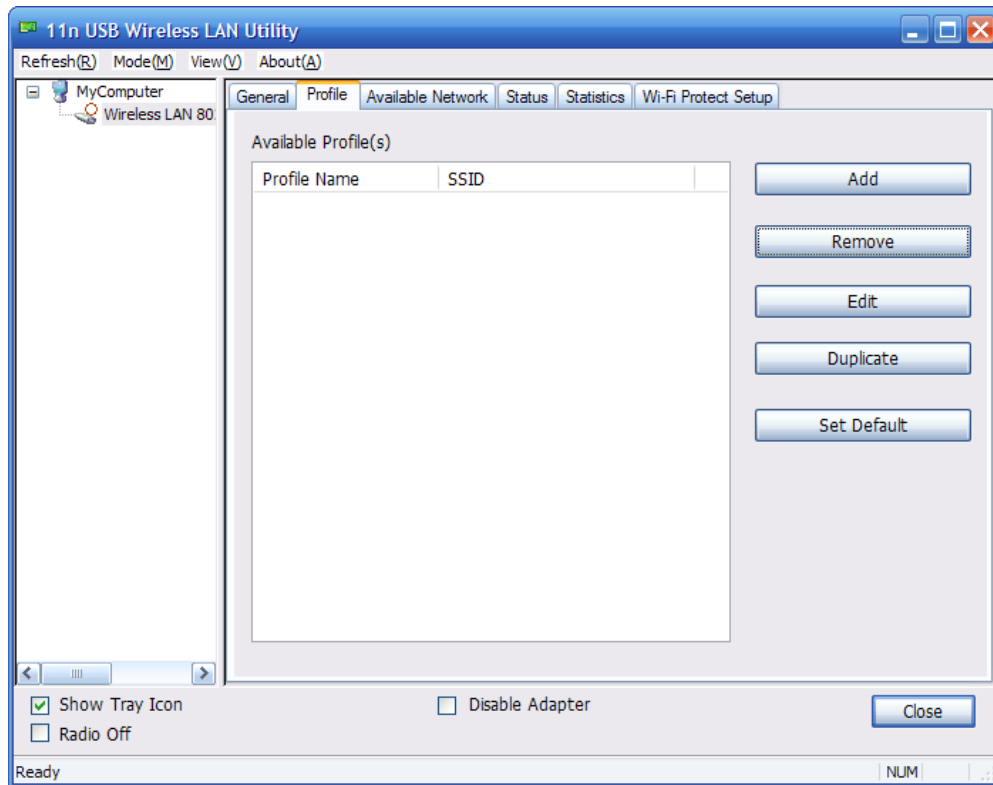 11n USB Wireless LAN Utility
Refresh(R) Mode(M) View(V) About(A)
MyComputer
Wireless LAN 80
General Profile Available Network Status Statistics Wi-Fi Protect Setup
Available Profile(s)
Profile Name SSID
Add
Remove
Edit
Duplicate
Set Default
Show Tray Icon Disable Adapter
Radio Off
Close
Ready NUM